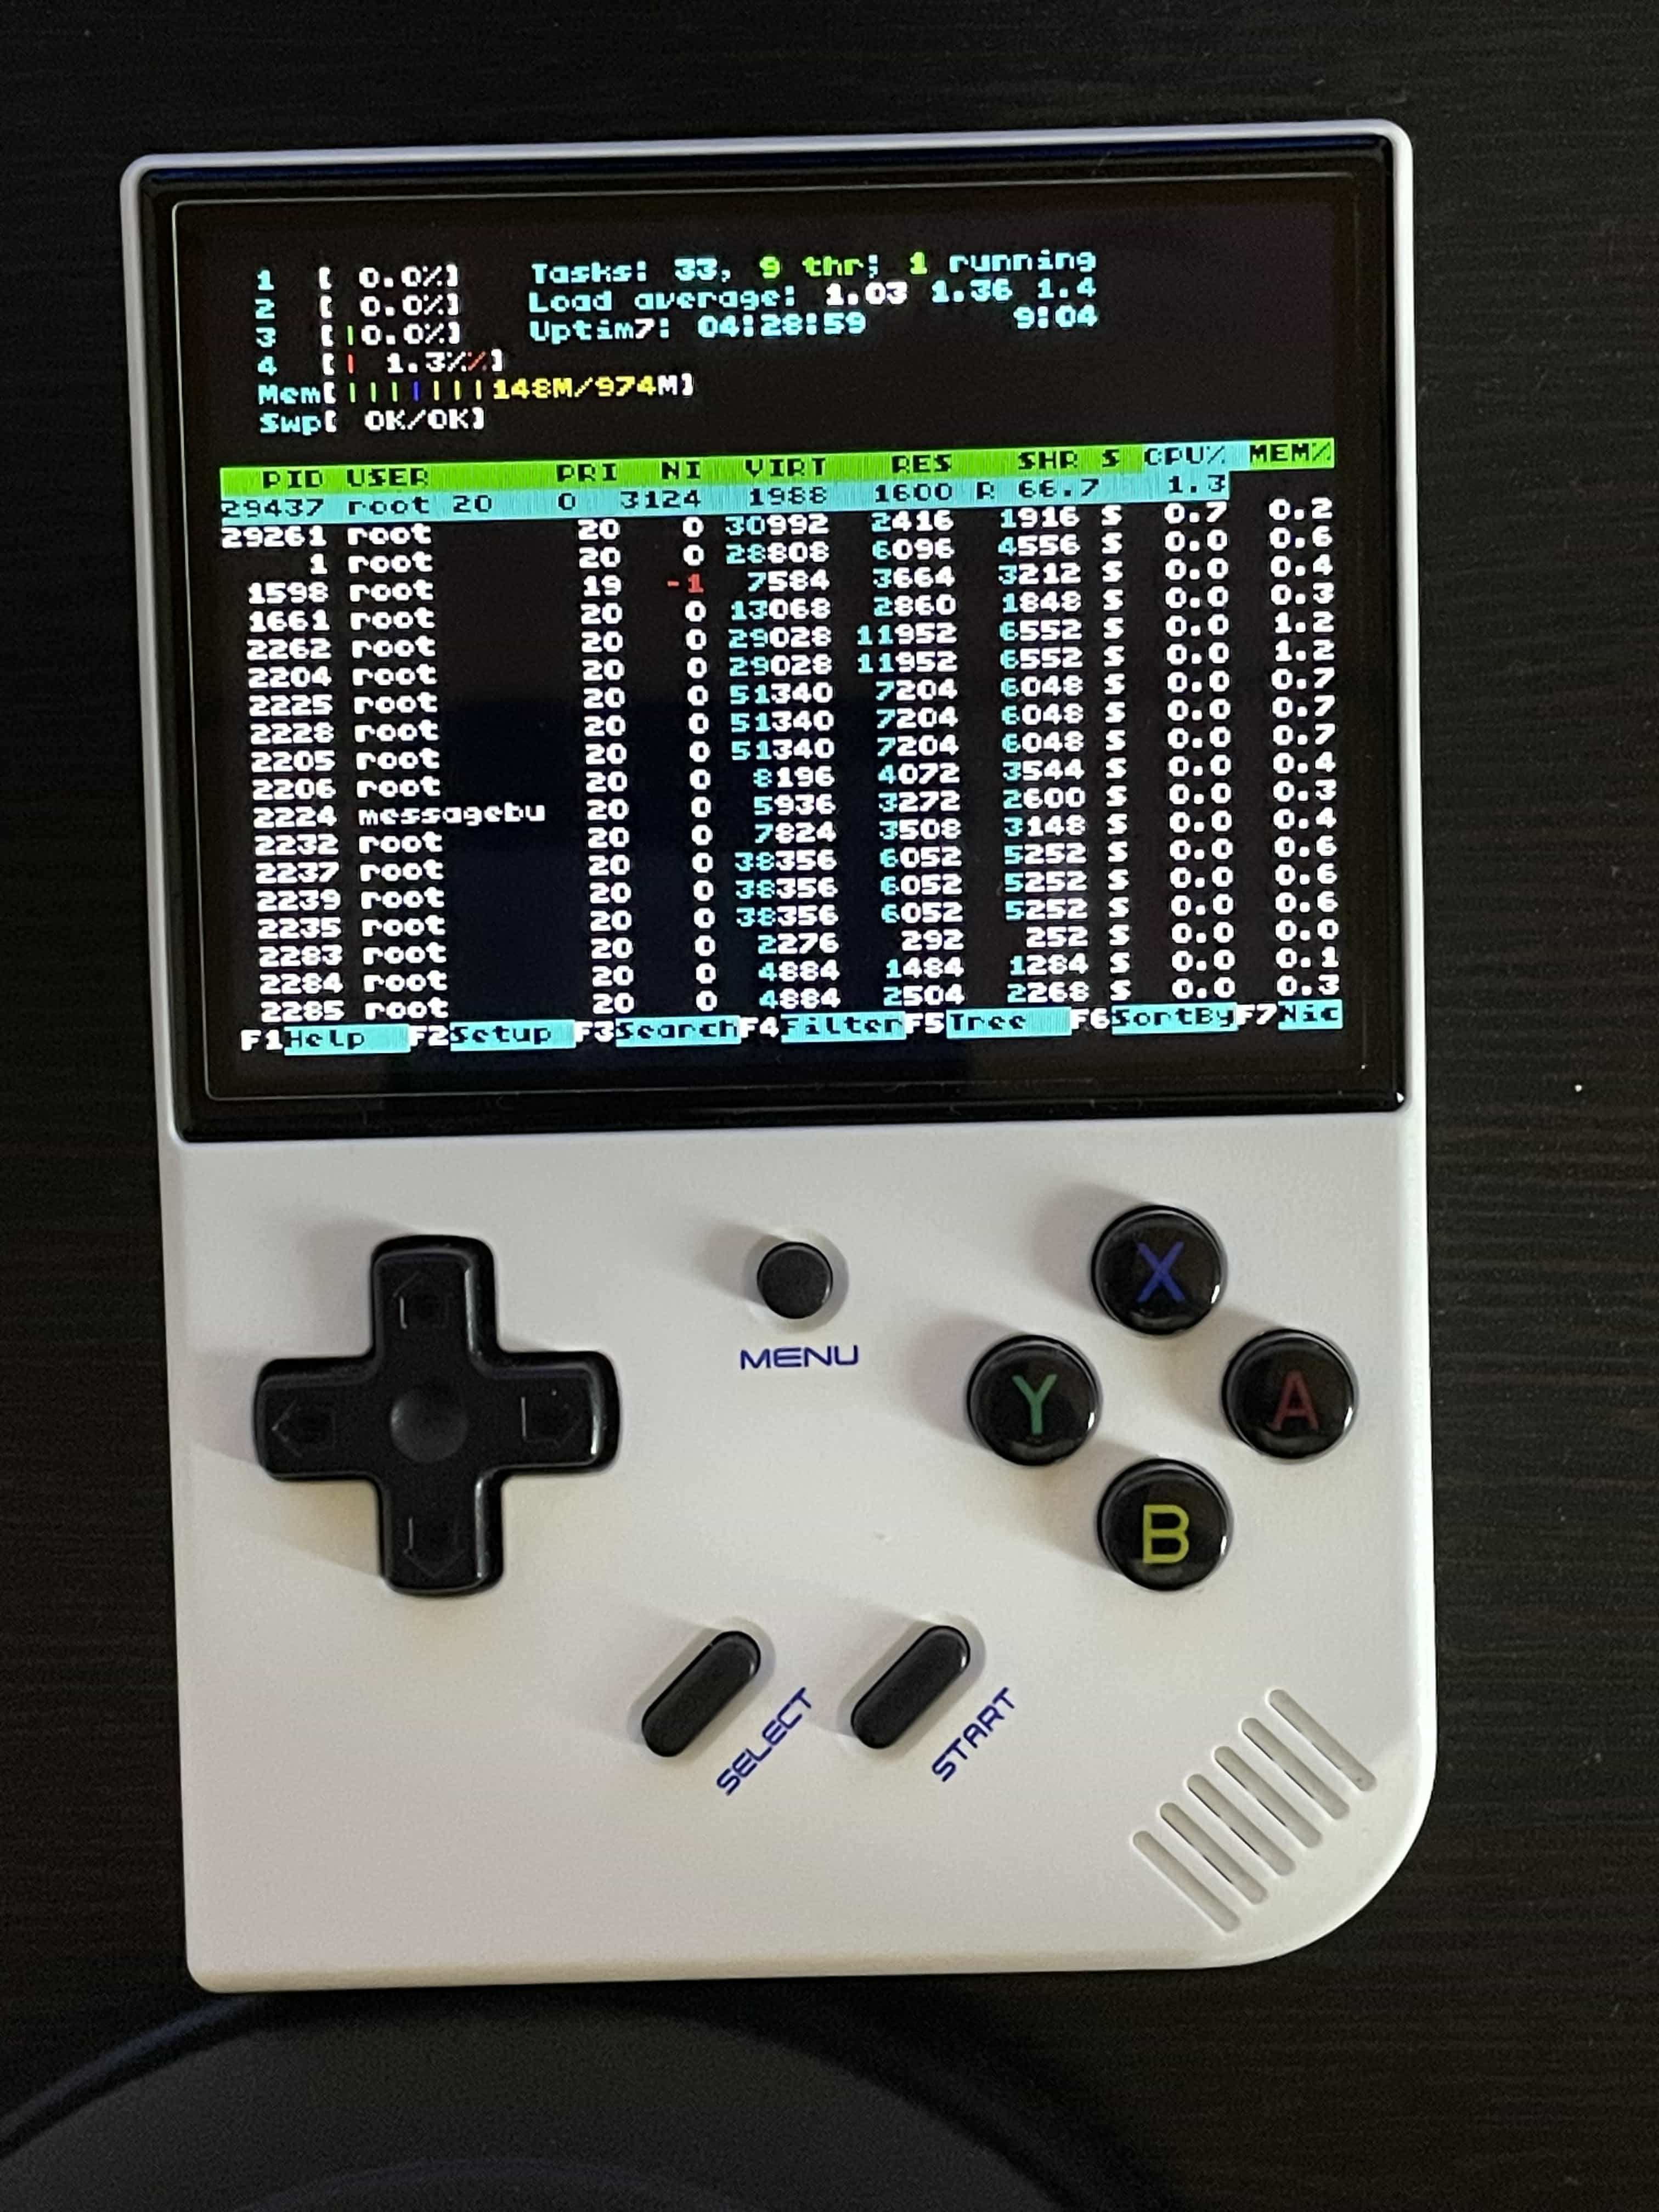 1 [ 0.0%] Tasks: 33, 9 thr; 1 running
2 [ 0.0%] Load average: 1.03 1.36 1.4
3 [|0.0%] Uptim7: 04:28:59 9:04
4 [| 1.3%%]
Mem[|||||||148M/974M]
Swp[ 0K/0K]
PID USER PRI NI VIRT RES SHR S CPU% MEM%
29437 root 20 0 3124 1988 1600 R 66.7 1.3
29261 root 20 0 30992 2416 1916 S 0.7 0.2
1 root 20 0 28808 6096 4556 S 0.0 0.6
1598 root 19 -1 7584 3664 3212 S 0.0 0.4
1661 root 20 0 13068 2860 1848 S 0.0 0.3
2262 root 20 0 29028 11952 6552 S 0.0 1.2
2204 root 20 0 29028 11952 6552 S 0.0 1.2
2225 root 20 0 51340 7204 6048 S 0.0 0.7
2228 root 20 0 51340 7204 6048 S 0.0 0.7
2205 root 20 0 51340 7204 6048 S 0.0 0.7
2206 root 20 0 8196 4072 3544 S 0.0 0.4
2224 messagebu 20 0 5936 3272 2600 S 0.0 0.3
2232 root 20 0 7824 3508 3148 S 0.0 0.4
2237 root 20 0 38356 6052 5252 S 0.0 0.6
2239 root 20 0 38356 6052 5252 S 0.0 0.6
2235 root 20 0 38356 6052 5252 S 0.0 0.6
2283 root 20 0 2276 292 252 S 0.0 0.0
2284 root 20 0 4884 1484 1284 S 0.0 0.1
2285 root 20 0 4884 2504 2268 S 0.0 0.3
F1Help F2Setup F3SearchF4FilterF5Tree F6SortByF7Nic
MENU
X
Y
A
B
SELECT
START